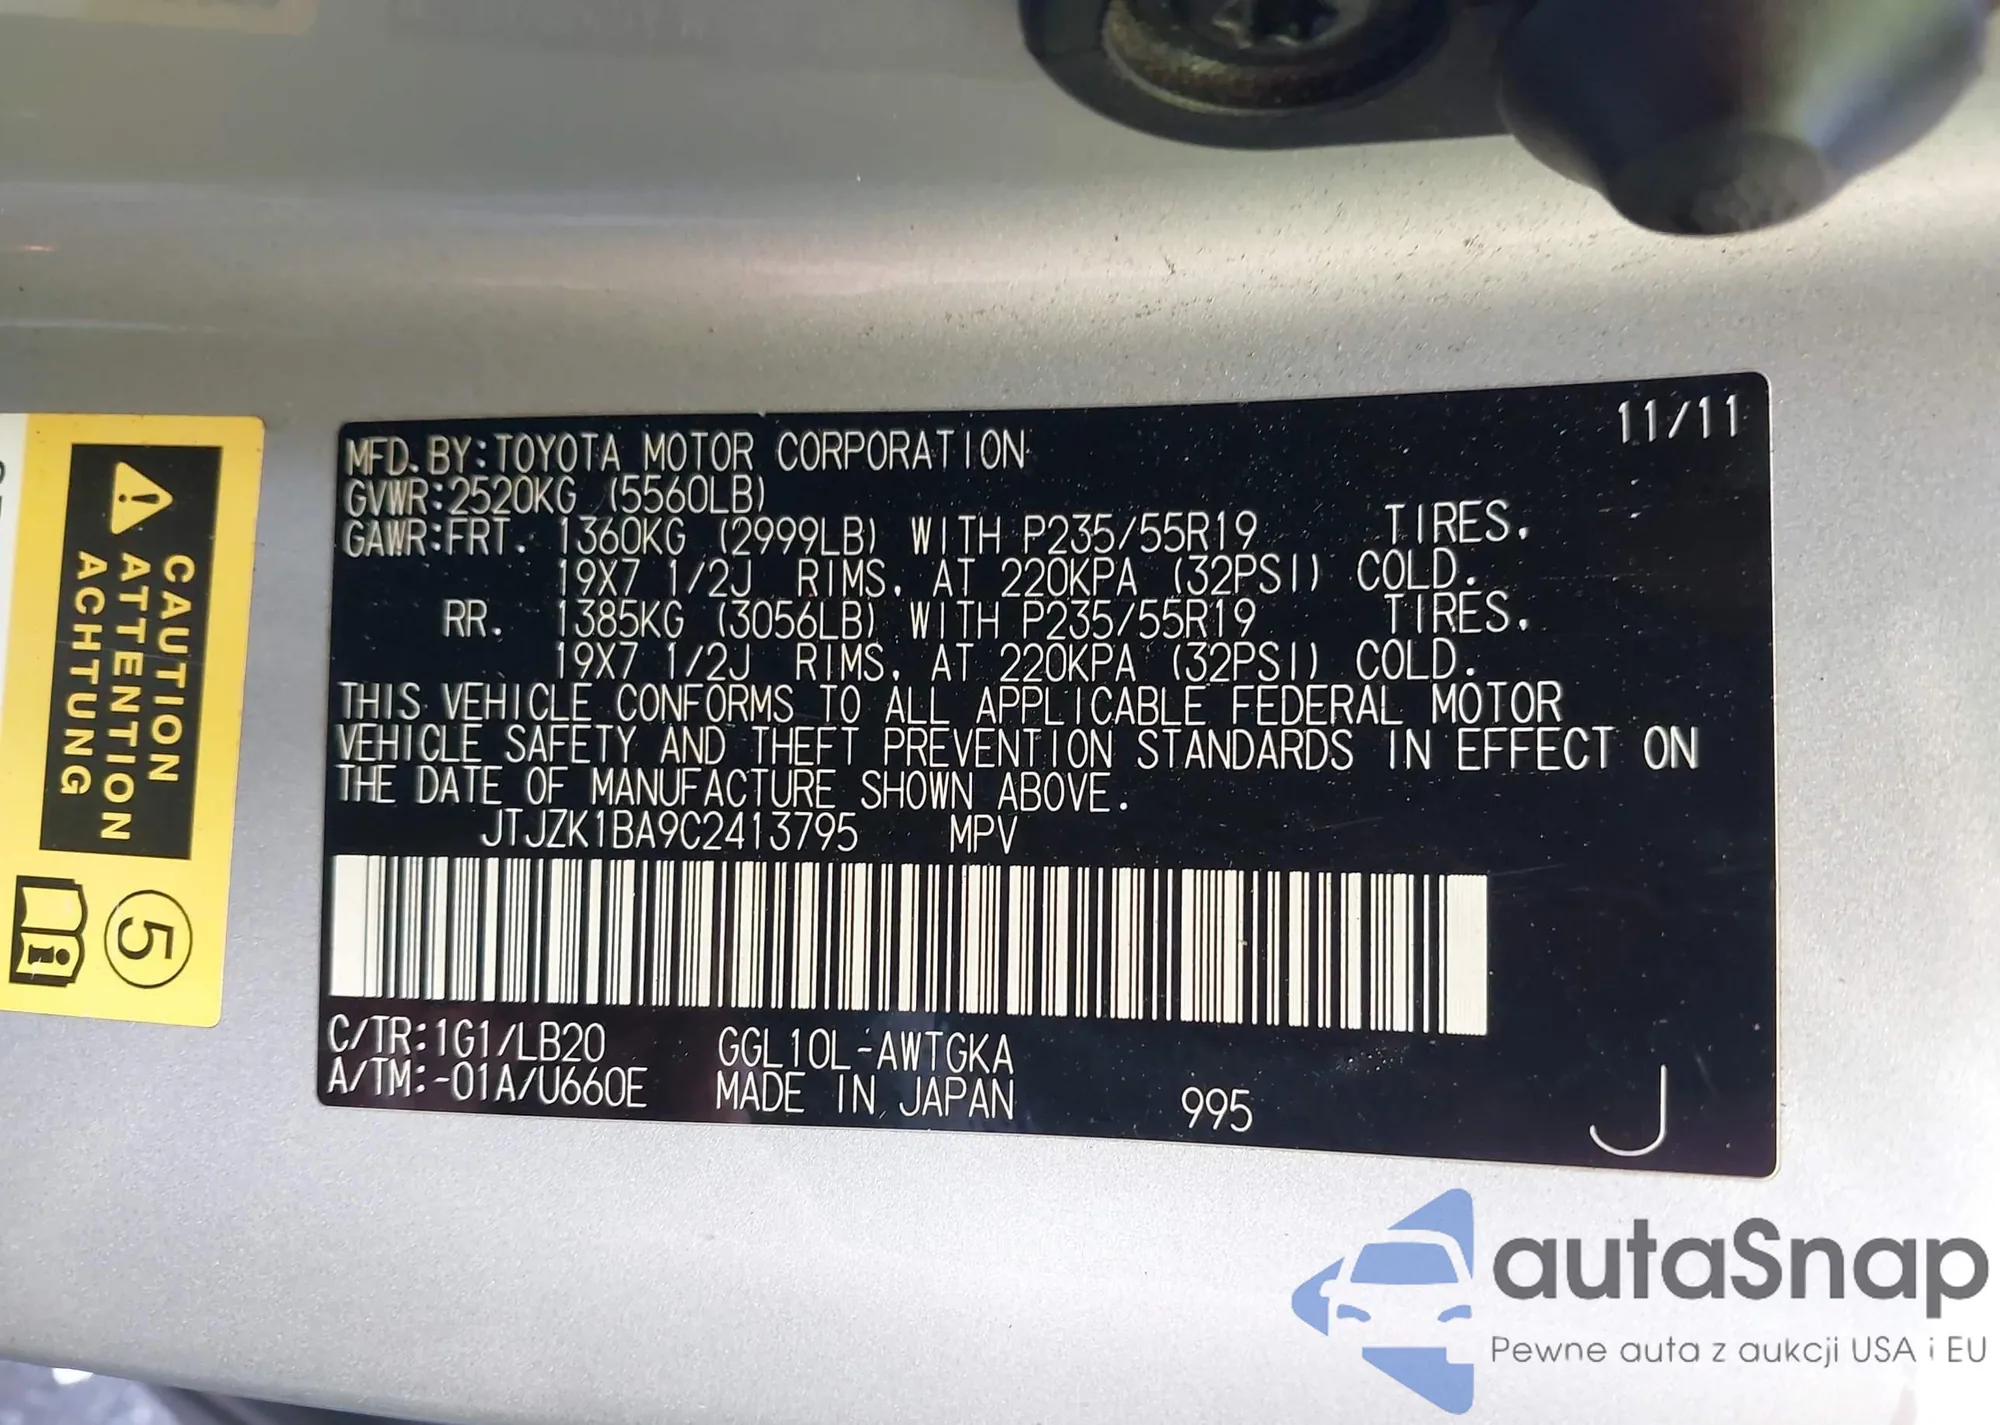 11/11
MFD. BY:TOYOTA MOTOR CORPORATION
GVWR:2520KG (5560LB)
GAWR:FRT. 1360KG (2999LB) WITH P235/55R19 TIRES.
19X7 1/2J RIMS. AT 220KPA (32PSI) COLD.
RR. 1385KG (3056LB) WITH P235/55R19 TIRES.
19X7 1/2J RIMS. AT 220KPA (32PSI) COLD.
THIS VEHICLE CONFORMS TO ALL APPLICABLE FEDERAL MOTOR
VEHICLE SAFETY AND THEFT PREVENTION STANDARDS IN EFFECT ON
THE DATE OF MANUFACTURE SHOWN ABOVE.
JTJZK1BA9C2413795 MPV
C/TR:1G1/LB20 GGL10L-AWTGKA
A/TM:-01A/U660E MADE IN JAPAN 995 J
CAUTION
ATTENTION
ACHTUNG
5
i
autaSnap
Pewne auta z aukcji USA i EU